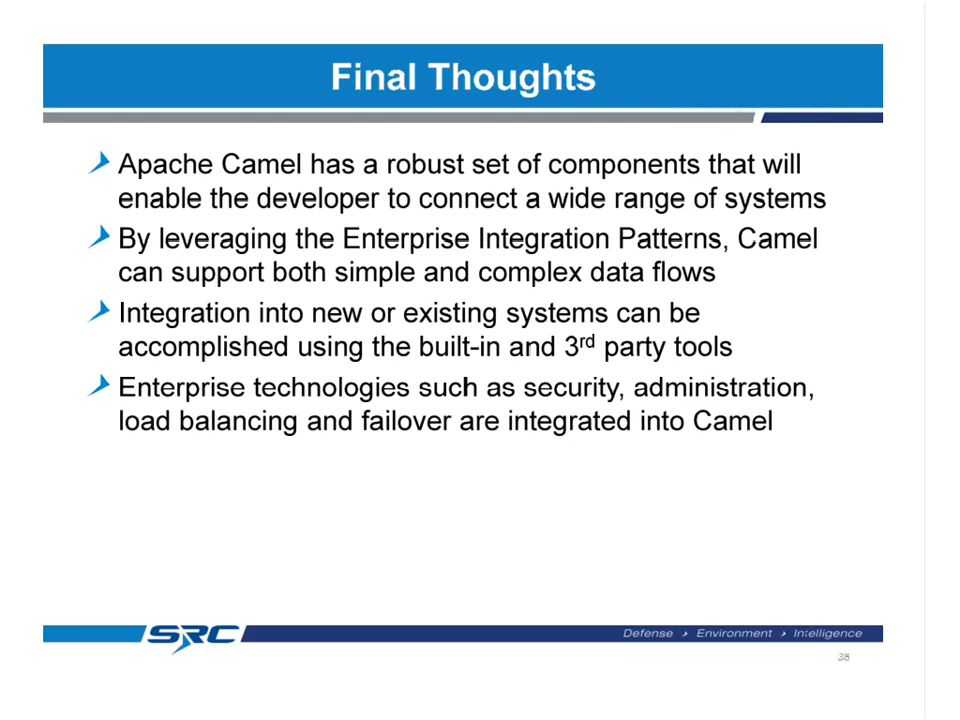 Final Thoughts
Apache Camel has a robust set of components that will
enable the developer to connect a wide range of systems
By leveraging the Enterprise Integration Patterns, Camel
can support both simple and complex data flows
Integration into new or existing systems can be
accomplished using the built-in and 3rd party tools
Enterprise technologies such as security, administration,
load balancing and failover are integrated into Camel
SRC
Defense Environment Intelligence